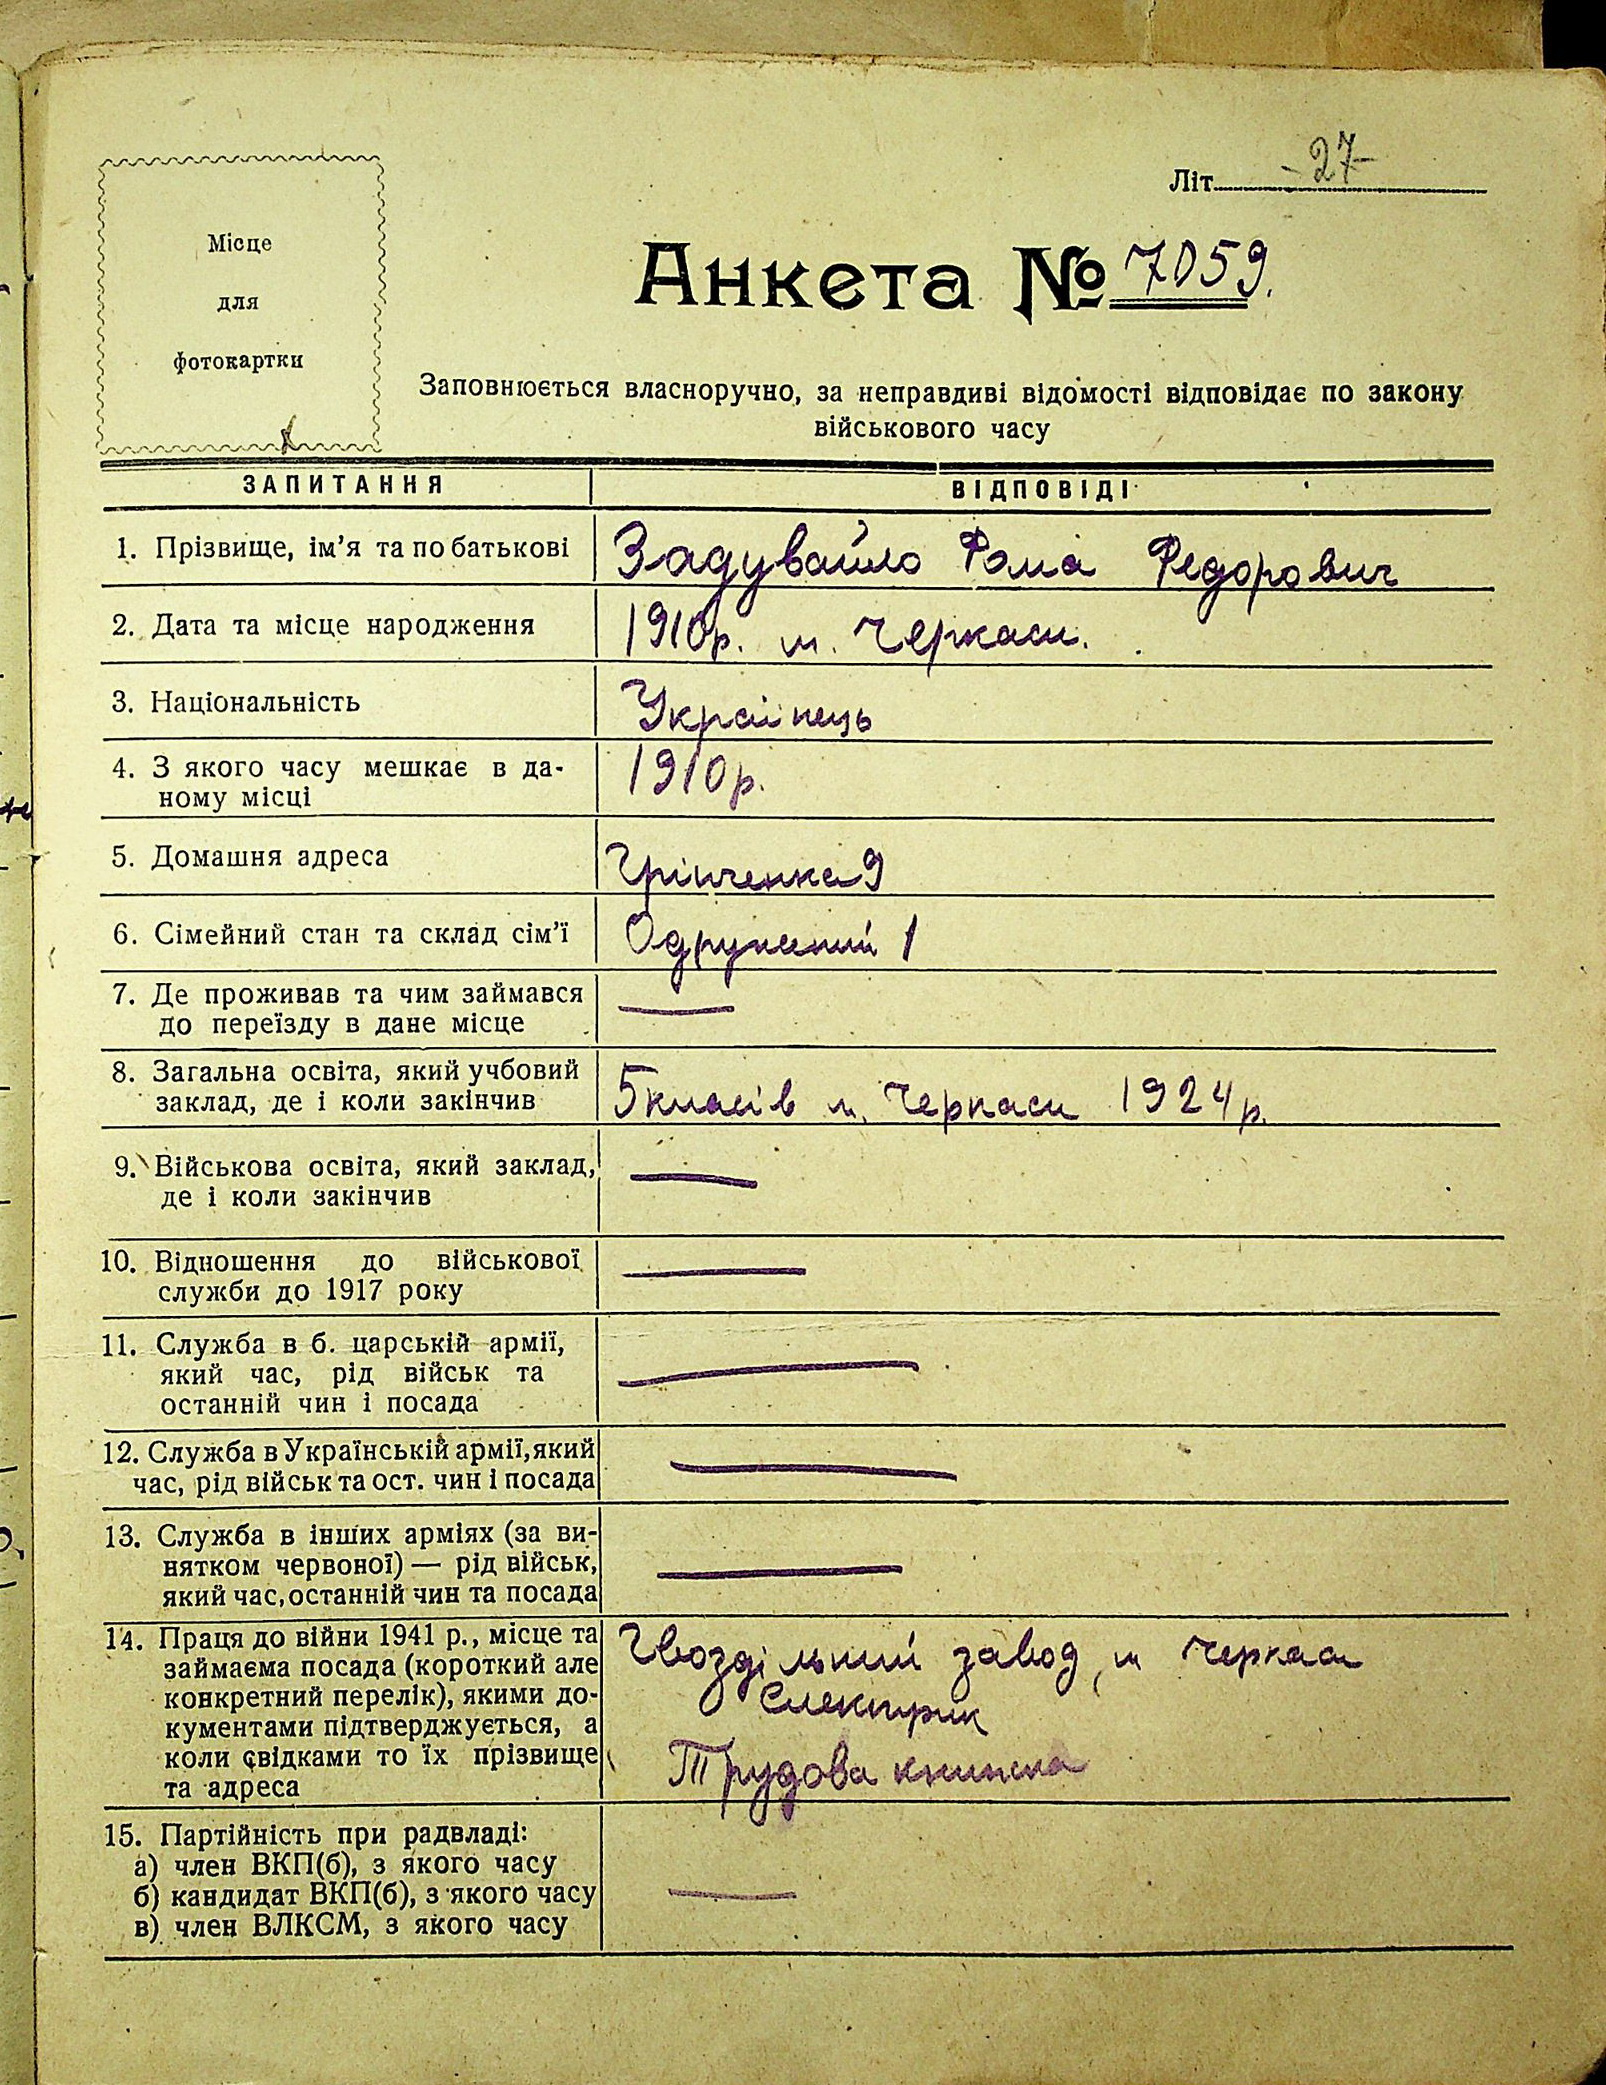 Літ. -27-
Місце
для
фотокартки
Анкета № 7059.
Заповнюється власноручно, за неправдиві відомості відповідає по закону
військового часу
ЗАПИТАННЯ ВІДПОВІДІ
1. Прізвище, ім'я та по батькові Задувайло Фома Федорович
2. Дата та місце народження 1910р. м. Черкаси.
3. Національність Українець
4. З якого часу мешкає в да-
ному місці 1910р.
5. Домашня адреса Грінченка 9
6. Сімейний стан та склад сім'ї Одружений 1
7. Де проживав та чим займався
до переїзду в дане місце —
8. Загальна освіта, який учбовий
заклад, де і коли закінчив 5 класів м. Черкаси 1924р.
9. Військова освіта, який заклад,
де і коли закінчив —
10. Відношення до військової
служби до 1917 року —
11. Служба в б. царській армії,
який час, рід військ та
останній чин і посада —
12. Служба в Українській армії, який
час, рід військ та ост. чин і посада —
13. Служба в інших арміях (за ви-
нятком червоної) — рід військ,
який час, останній чин та посада —
14. Праця до війни 1941 р., місце та
займаєма посада (короткий але
конкретний перелік), якими до-
кументами підтверджується, а
коли свідками то їх прізвище
та адреса
Гвоздільний завод, м Черкаси
Електрик
Трудова книжка
15. Партійність при радвладі:
а) член ВКП(б), з якого часу
б) кандидат ВКП(б), з якого часу
в) член ВЛКСМ, з якого часу
—